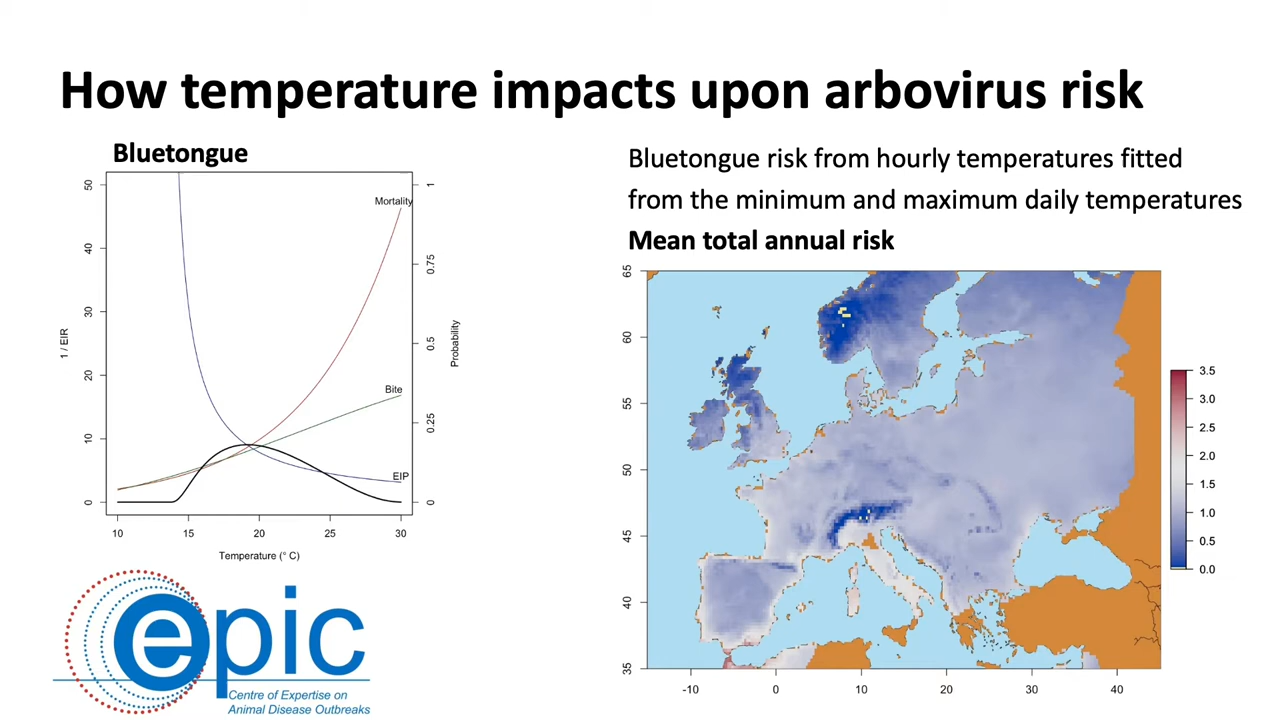 How temperature impacts upon arbovirus risk
Bluetongue
50
40
30
20
10
0
1 / EIR
Mortality
Bite
EIP
1
0.75
0.5
0.25
0
Probability
10 15 20 25 30
Temperature (° C)
epic
Centre of Expertise on
Animal Disease Outbreaks
Bluetongue risk from hourly temperatures fitted
from the minimum and maximum daily temperatures
Mean total annual risk
65
60
55
50
45
40
35
-10 0 10 20 30 40
3.5
3.0
2.5
2.0
1.5
1.0
0.5
0.0